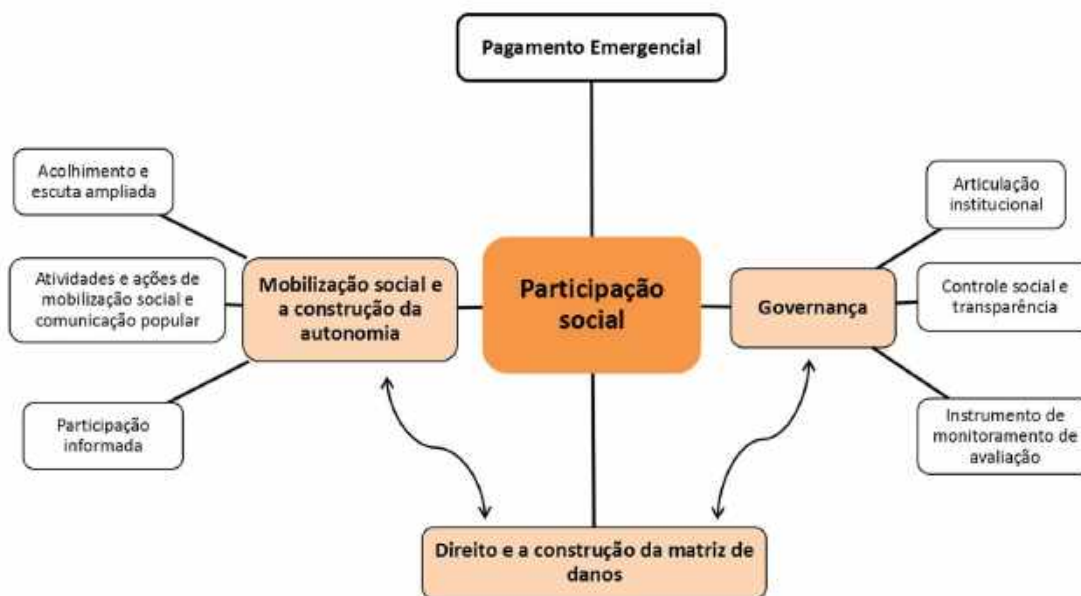 Pagamento Emergencial
Acolhimento e
escuta ampliada
Atividades e ações de
mobilização social e
comunicação popular
Participação
informada
Mobilização social e
a construção da
autonomia
Participação
social
Governança
Articulação
institucional
Controle social e
transparência
Instrumento de
monitoramento de
avaliação
Direito e a construção da matriz de
danos